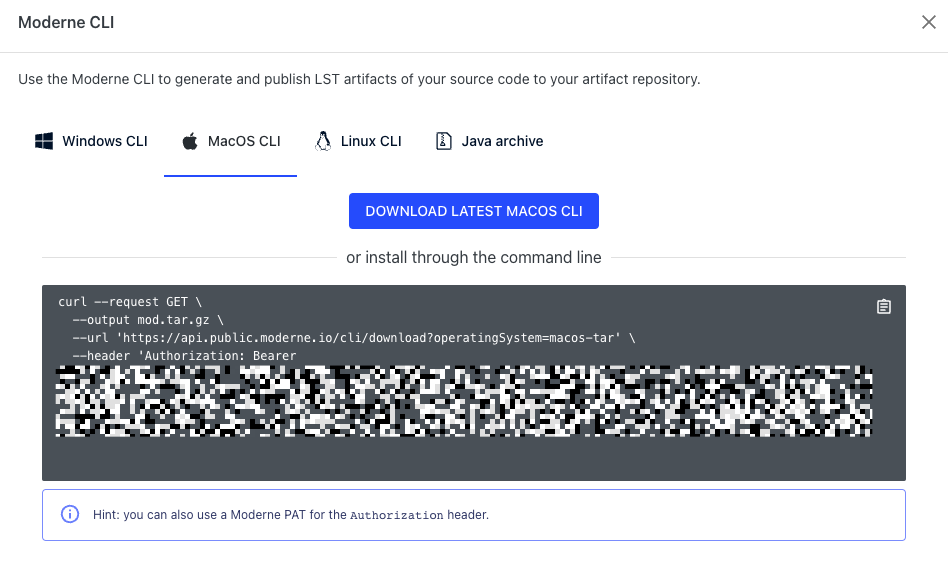 Moderne CLI
Use the Moderne CLI to generate and publish LST artifacts of your source code to your artifact repository.
Windows CLI
MacOS CLI
Linux CLI
Java archive
DOWNLOAD LATEST MACOS CLI
or install through the command line
curl --request GET \
--output mod.tar.gz \
--url 'https://api.public.moderne.io/cli/download?operatingSystem=macos-tar' \
--header 'Authorization: Bearer
Hint: you can also use a Moderne PAT for the Authorization header.